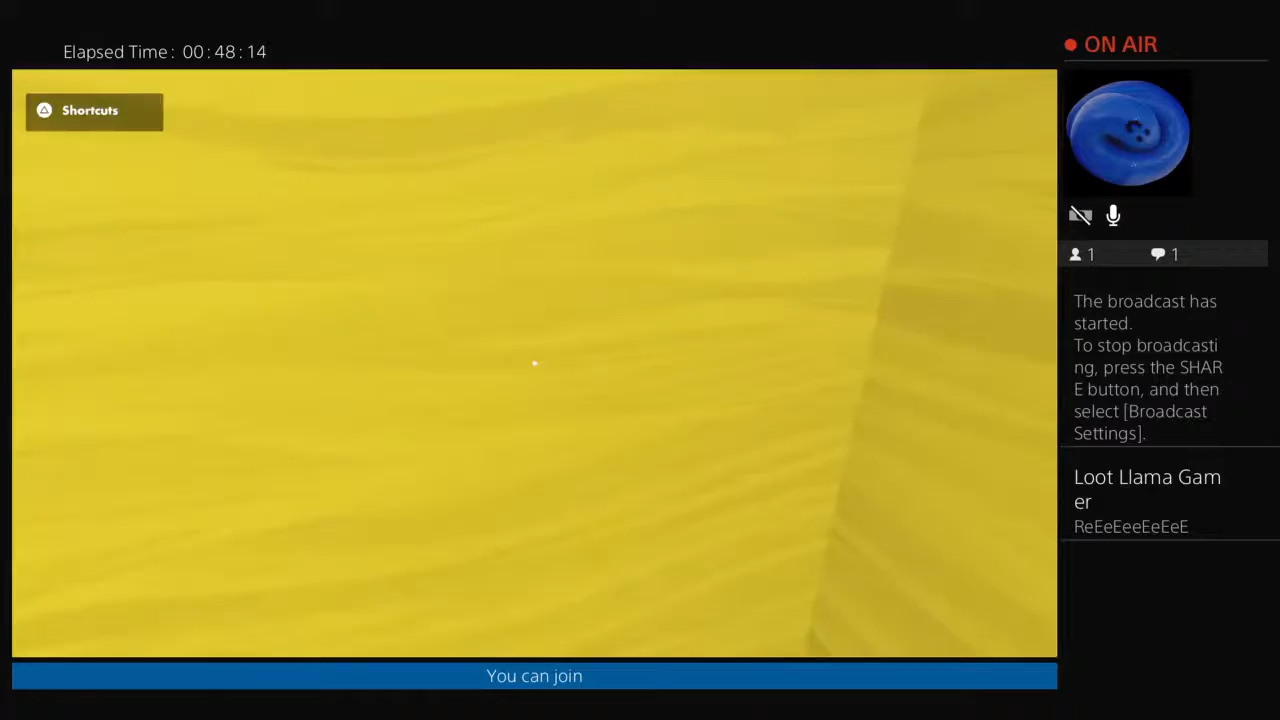 Elapsed Time: 00:48:14
ON AIR
Shortcuts
1 1
The broadcast has
started.
To stop broadcasti
ng, press the SHAR
E button, and then
select [Broadcast
Settings].
Loot Llama Gam
er
ReEeEeeEeEeE
You can join